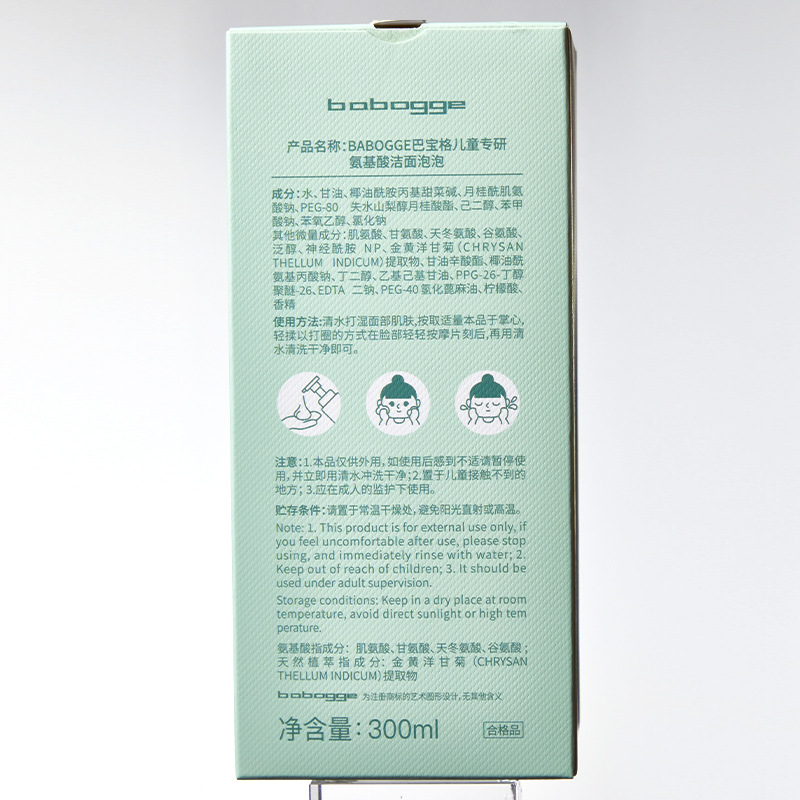 babogge
产品名称：BABOGGE巴宝格儿童专研
氨基酸洁面泡泡
成分：水、甘油、椰油酰胺丙基甜菜碱、月桂酰肌氨
酸钠、PEG-80 失水山梨醇月桂酸酯、己二醇、苯甲
酸钠、苯氧乙醇、氯化钠
其他微量成分：肌氨酸、甘氨酸、天冬氨酸、谷氨酸、
泛醇、神经酰胺 NP、金黄洋甘菊（CHRYSAN
THELLUM INDICUM）提取物、甘油辛酸酯、椰油酰
氨基丙酸钠、丁二醇、乙基己基甘油、PPG-26-丁醇
聚醚-26、EDTA 二钠、PEG-40氢化蓖麻油、柠檬酸、
香精
使用方法：清水打湿面部肌肤，按取适量本品于掌心，
轻揉以打圈的方式在脸部轻轻按摩片刻后，再用清
水清洗干净即可。
注意：1.本品仅供外用，如使用后感到不适请暂停使
用，并立即用清水冲洗干净；2.置于儿童接触不到的
地方；3.应在成人的监护下使用。
贮存条件：请置于常温干燥处，避免阳光直射或高温。
Note: 1. This product is for external use only, if
you feel uncomfortable after use, please stop
using, and immediately rinse with water; 2.
Keep out of reach of children; 3. It should be
used under adult supervision.
Storage conditions: Keep in a dry place at room
temperature, avoid direct sunlight or high tem
perature.
氨基酸指成分： 肌氨酸、甘氨酸、天冬氨酸、谷氨酸；
天然植萃指成分：金黄洋甘菊（CHRYSAN
THELLUM INDICUM）提取物
babogge 为注册商标的艺术图形设计，无其他含义
净含量：300ml
合格品